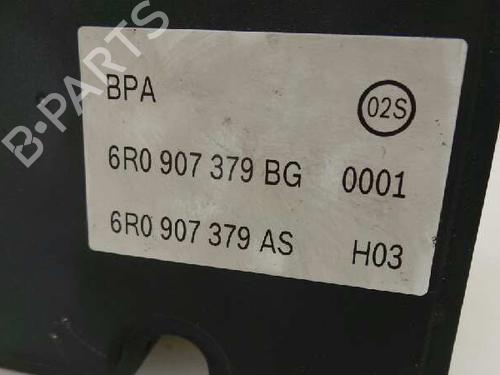 B-PARTS
BPA 02S
6R0 907 379 BG 0001
6R0 907 379 AS H03